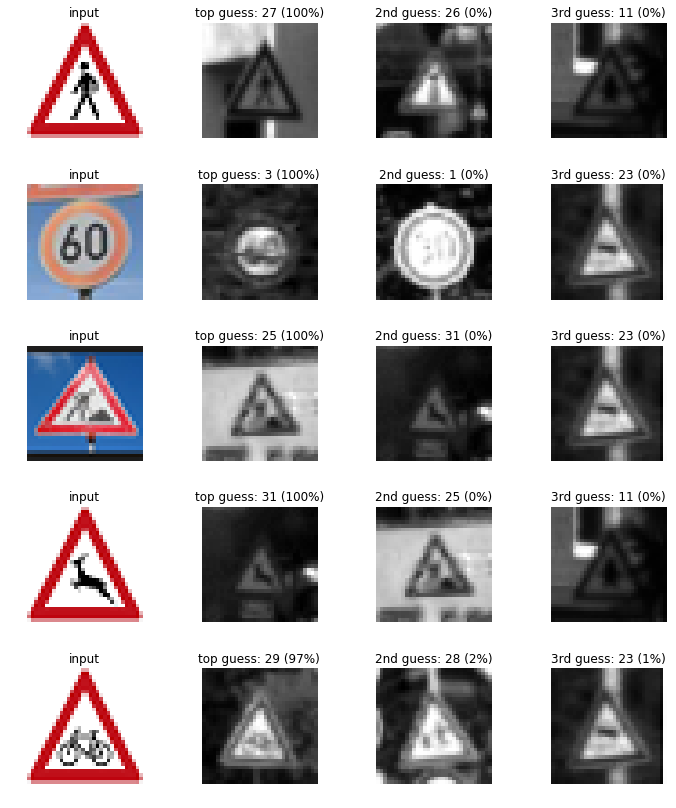 input
top guess: 27 (100%)
2nd guess: 26 (0%)
3rd guess: 11 (0%)
input
top guess: 3 (100%)
2nd guess: 1 (0%)
3rd guess: 23 (0%)
60
input
top guess: 25 (100%)
2nd guess: 31 (0%)
3rd guess: 23 (0%)
input
top guess: 31 (100%)
2nd guess: 25 (0%)
3rd guess: 11 (0%)
input
top guess: 29 (97%)
2nd guess: 28 (2%)
3rd guess: 23 (1%)